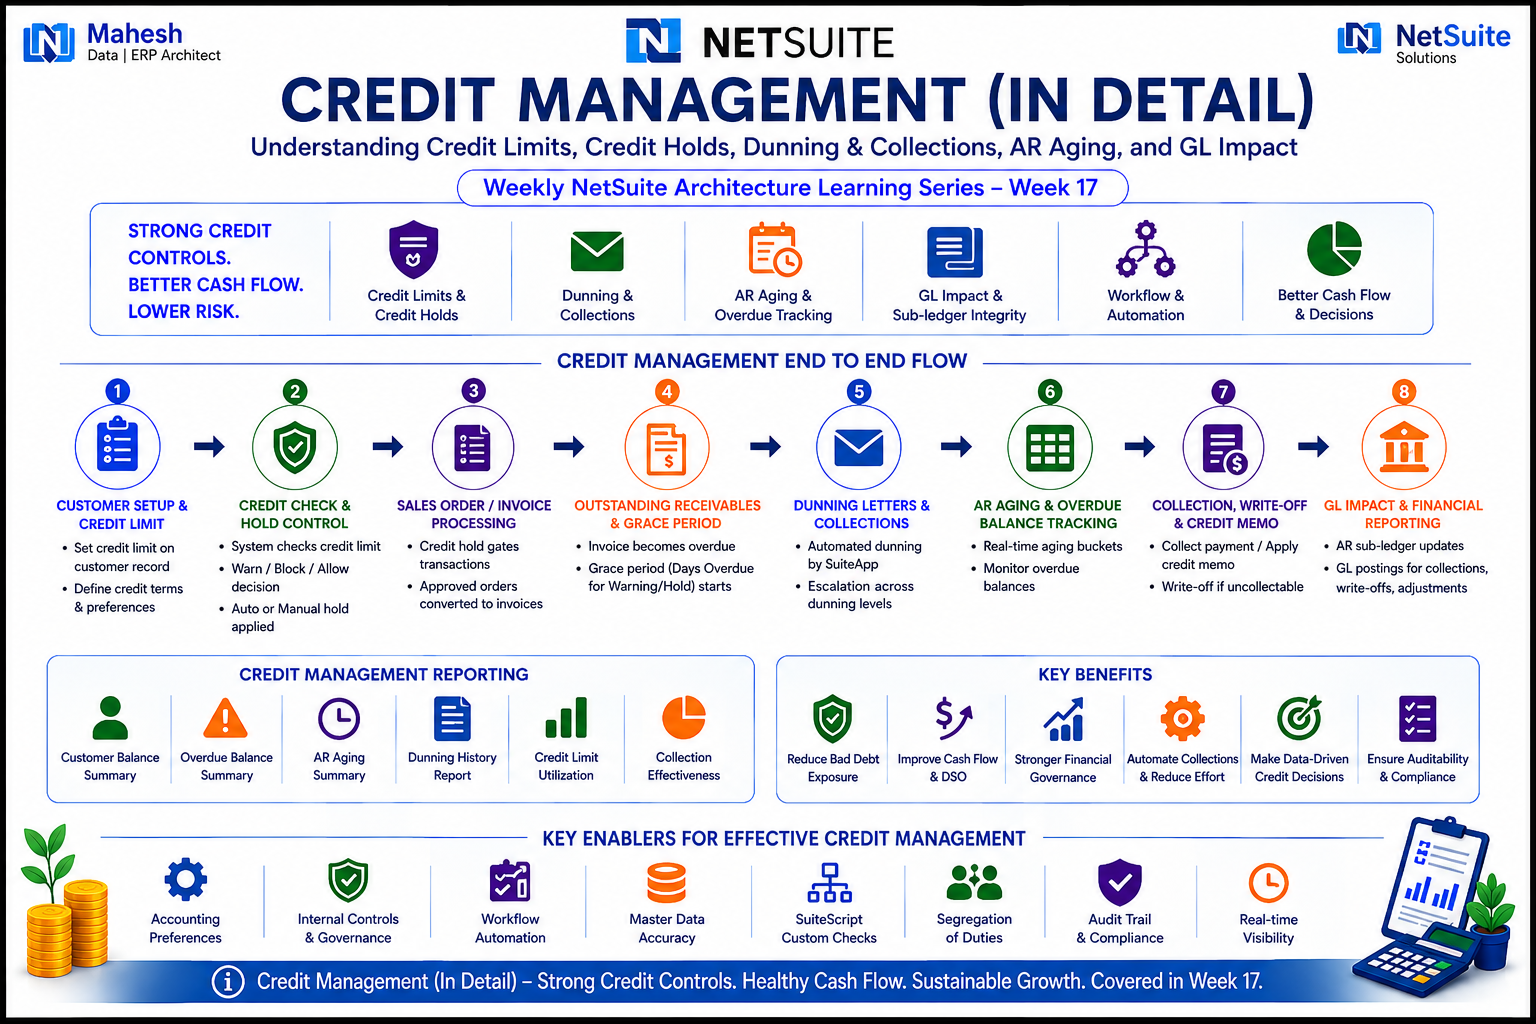 Mahesh
Data | ERP Architect
NETSUITE
NetSuite
Solutions
CREDIT MANAGEMENT (IN DETAIL)
Understanding Credit Limits, Credit Holds, Dunning & Collections, AR Aging, and GL Impact
Weekly NetSuite Architecture Learning Series – Week 17
STRONG CREDIT
CONTROLS.
BETTER CASH FLOW.
LOWER RISK.
Credit Limits &
Credit Holds
Dunning &
Collections
AR Aging &
Overdue Tracking
GL Impact &
Sub-ledger Integrity
Workflow &
Automation
Better Cash Flow
& Decisions
CREDIT MANAGEMENT END TO END FLOW
1
CUSTOMER SETUP &
CREDIT LIMIT
• Set credit limit on
customer record
• Define credit terms
& preferences
2
CREDIT CHECK &
HOLD CONTROL
• System checks credit limit
• Warn / Block / Allow
decision
• Auto or Manual hold
applied
3
SALES ORDER / INVOICE
PROCESSING
• Credit hold gates
transactions
• Approved orders
converted to invoices
4
$
OUTSTANDING RECEIVABLES
& GRACE PERIOD
• Invoice becomes overdue
• Grace period (Days Overdue
for Warning/Hold) starts
5
DUNNING LETTERS &
COLLECTIONS
• Automated dunning
by SuiteApp
• Escalation across
dunning levels
6
AR AGING & OVERDUE
BALANCE TRACKING
• Real-time aging buckets
• Monitor overdue
balances
7
$
COLLECTION, WRITE-OFF
& CREDIT MEMO
• Collect payment / Apply
credit memo
• Write-off if uncollectable
8
GL IMPACT & FINANCIAL
REPORTING
• AR sub-ledger updates
• GL postings for collections,
write-offs, adjustments
CREDIT MANAGEMENT REPORTING
Customer Balance
Summary
Overdue Balance
Summary
AR Aging
Summary
Dunning History
Report
Credit Limit
Utilization
Collection
Effectiveness
KEY BENEFITS
Reduce Bad Debt
Exposure
$
Improve Cash Flow
& DSO
Stronger Financial
Governance
Automate Collections
& Reduce Effort
Make Data-Driven
Credit Decisions
Ensure Auditability
& Compliance
KEY ENABLERS FOR EFFECTIVE CREDIT MANAGEMENT
Accounting
Preferences
Internal Controls
& Governance
Workflow
Automation
Master Data
Accuracy
SuiteScript
Custom Checks
Segregation
of Duties
Audit Trail
& Compliance
Real-time
Visibility
Credit Management (In Detail) – Strong Credit Controls. Healthy Cash Flow. Sustainable Growth. Covered in Week 17.